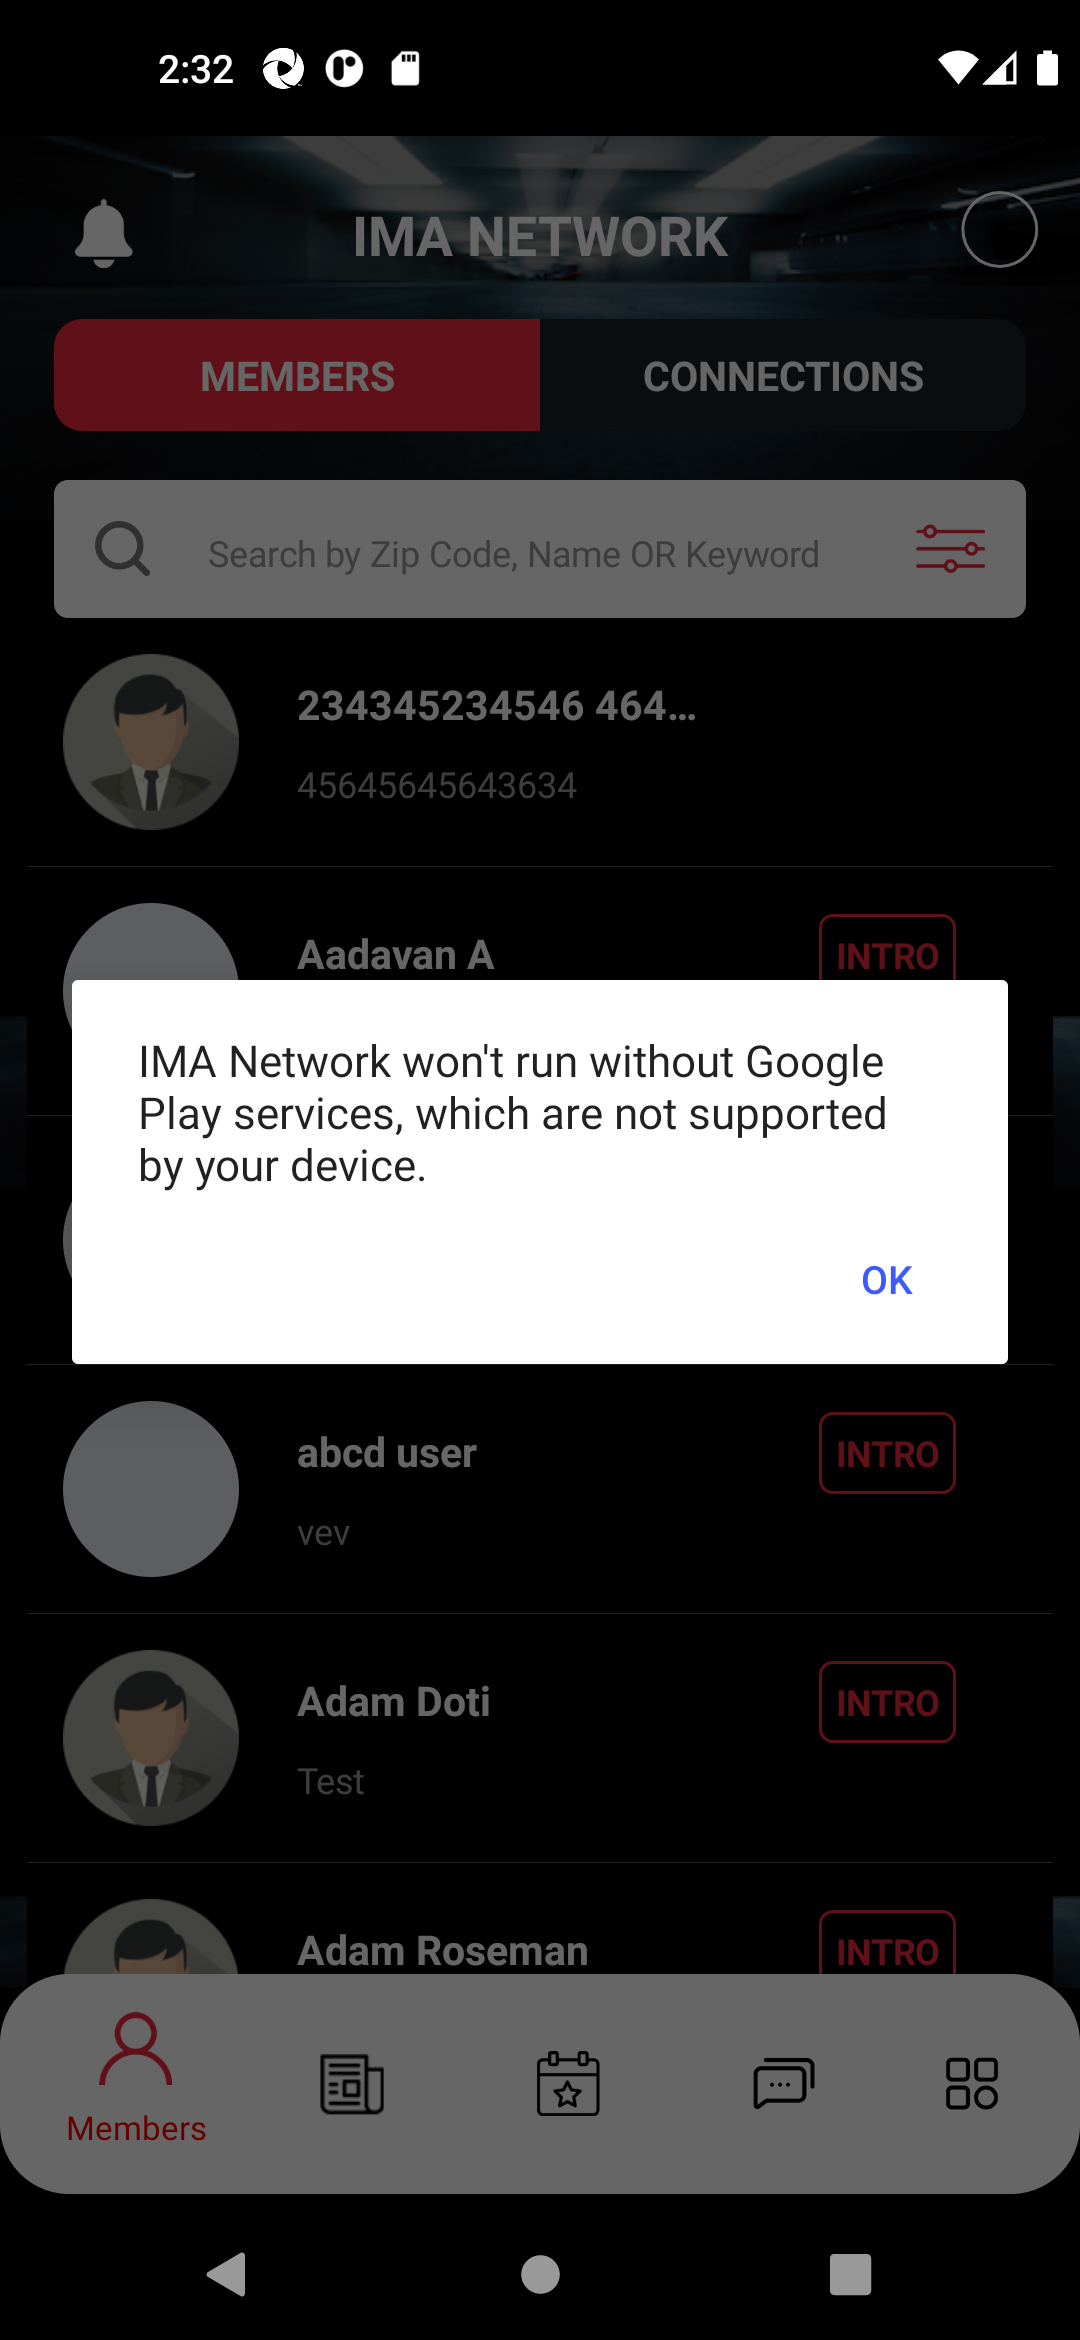 2:32
IMA NETWORK
MEMBERS
CONNECTIONS
Search by Zip Code, Name OR Keyword
234345234546 464…
45645645643634
Aadavan A
INTRO
IMA Network won't run without Google
Play services, which are not supported
by your device.
OK
abcd user
INTRO
vev
Adam Doti
INTRO
Test
Adam Roseman
INTRO
Members